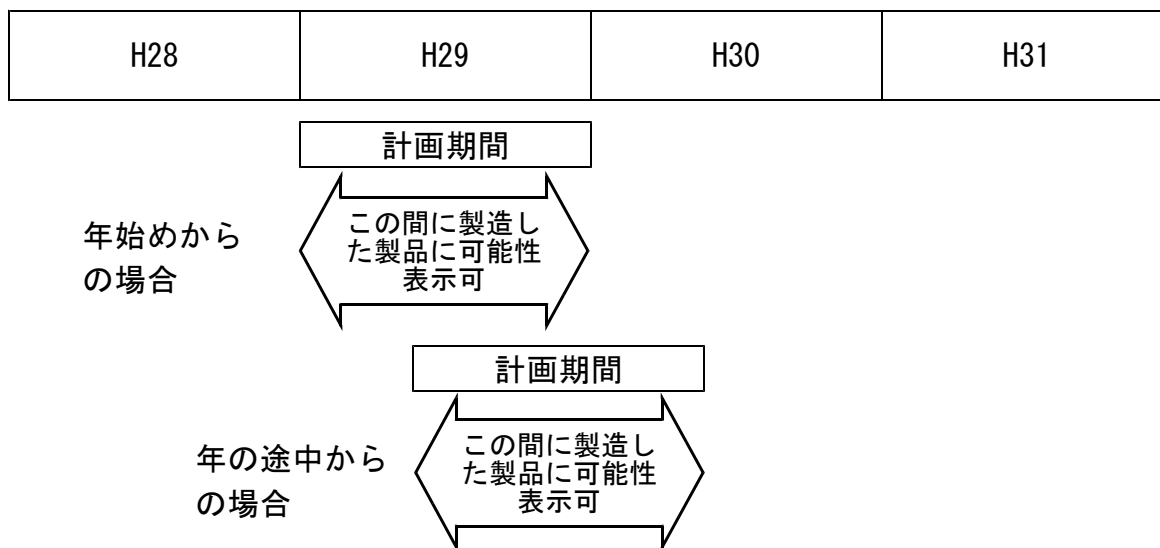 H28 H29 H30 H31
計画期間
年始めから
の場合
この間に製造し
た製品に可能性
表示可
計画期間
年の途中から
の場合
この間に製造し
た製品に可能性
表示可